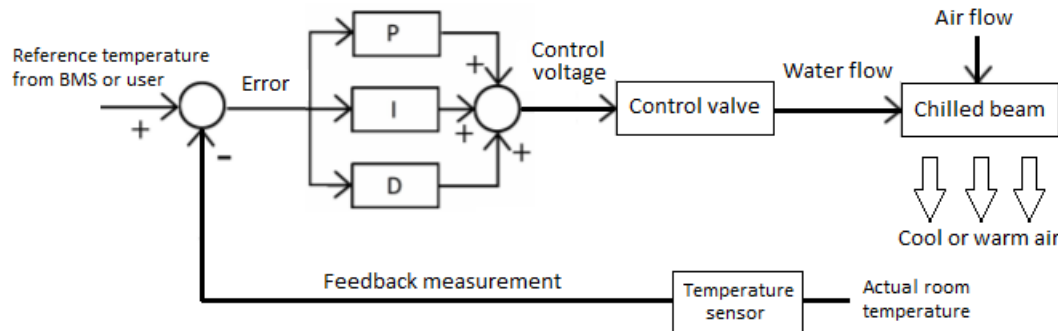 Reference temperature
from BMS or user
+
-
Error
P
I
D
+
+
+
Control
voltage
Control valve
Water flow
Air flow
Chilled beam
Cool or warm air
Feedback measurement
Temperature
sensor
Actual room
temperature